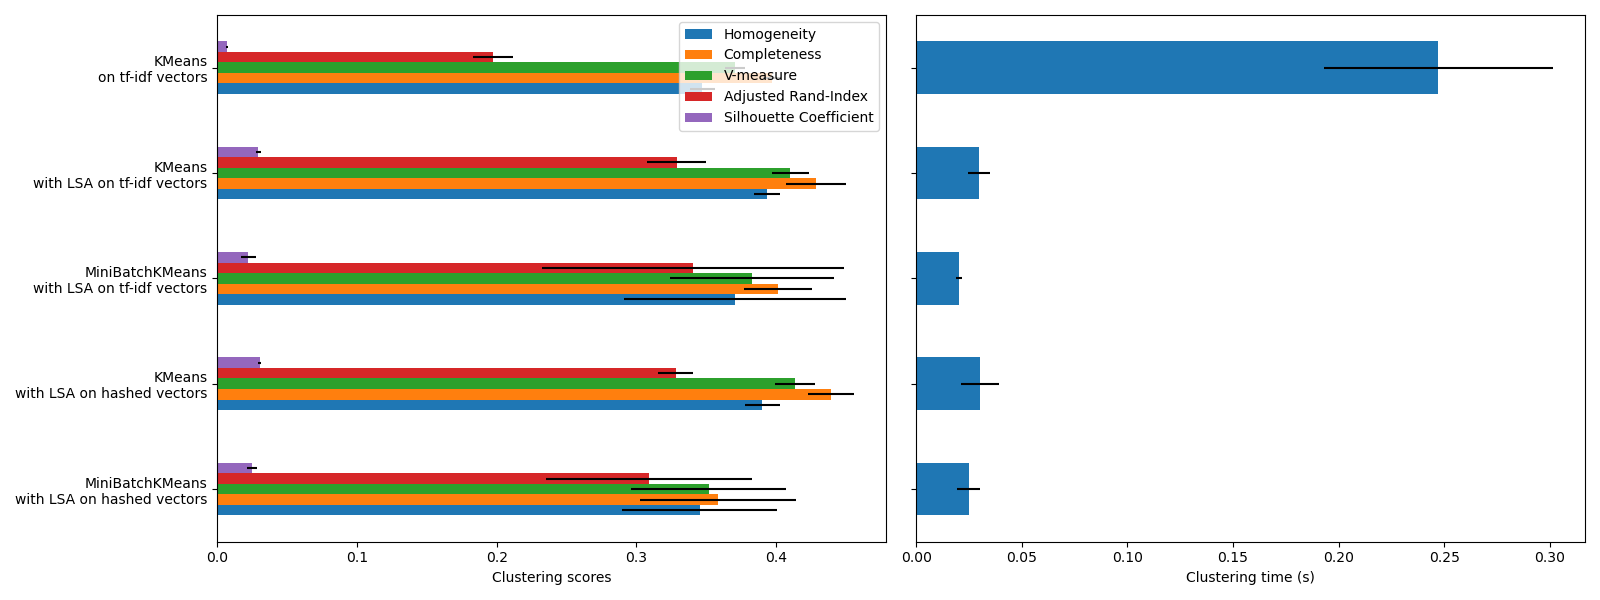 KMeans
on tf-idf vectors
KMeans
with LSA on tf-idf vectors
MiniBatchKMeans
with LSA on tf-idf vectors
KMeans
with LSA on hashed vectors
MiniBatchKMeans
with LSA on hashed vectors
Homogeneity
Completeness
V-measure
Adjusted Rand-Index
Silhouette Coefficient
0.0 0.1 0.2 0.3 0.4
Clustering scores
0.00 0.05 0.10 0.15 0.20 0.25 0.30
Clustering time (s)